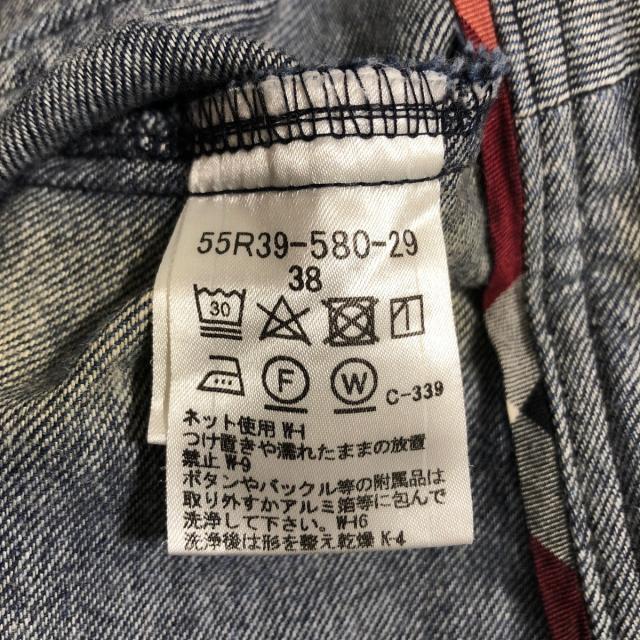 55R39-580-29
38
30
F W C-339
ネット使用 W-1
つけ置きや濡れたままの放置
禁止 W-9
ボタンやバックル等の附属品は
取り外すかアルミ箔等に包んで
洗浄して下さい。W-16
洗浄後は形を整え乾燥 K-4